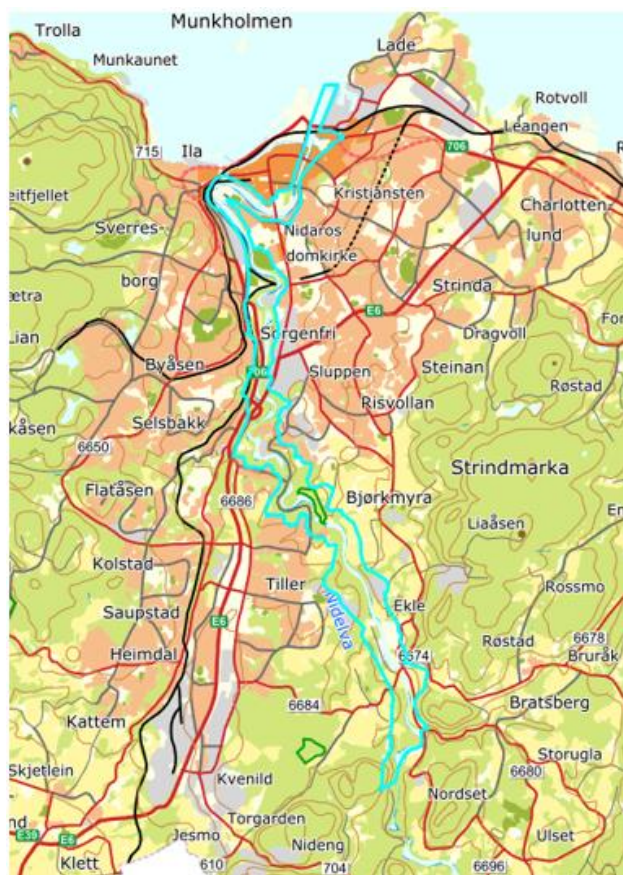 Munkholmen
Trolla
Lade
Munkaunet
Rotvoll
Leangen
715
Ila
706
R
eitfjellet
Kristiansten
Sverres
Charlotten
Nidaros
lund
domkirke
borg
ætra
Strinda
E6
Lian
Sorgenfri
Dragvoll
For
Byåsen
Sluppen
Steinan
706
Røstad
kåsen
Selsbakk
Risvollan
6650
Strindmarka
Flatåsen
6686
Bjørkmyra
Liaåsen
Kolstad
Tiller
Rossmo
Saupstad
Ekle
Nidelva
E6
Røstad
6678
Heimdal
6674
Bruråk
6684
Bratsberg
Kattem
Storugla
Skjetlein
Kvenild
6680
Nordset
Torgarden
E39
E6
Jesmo
Nideng
Ulset
Klett
610
704
6696